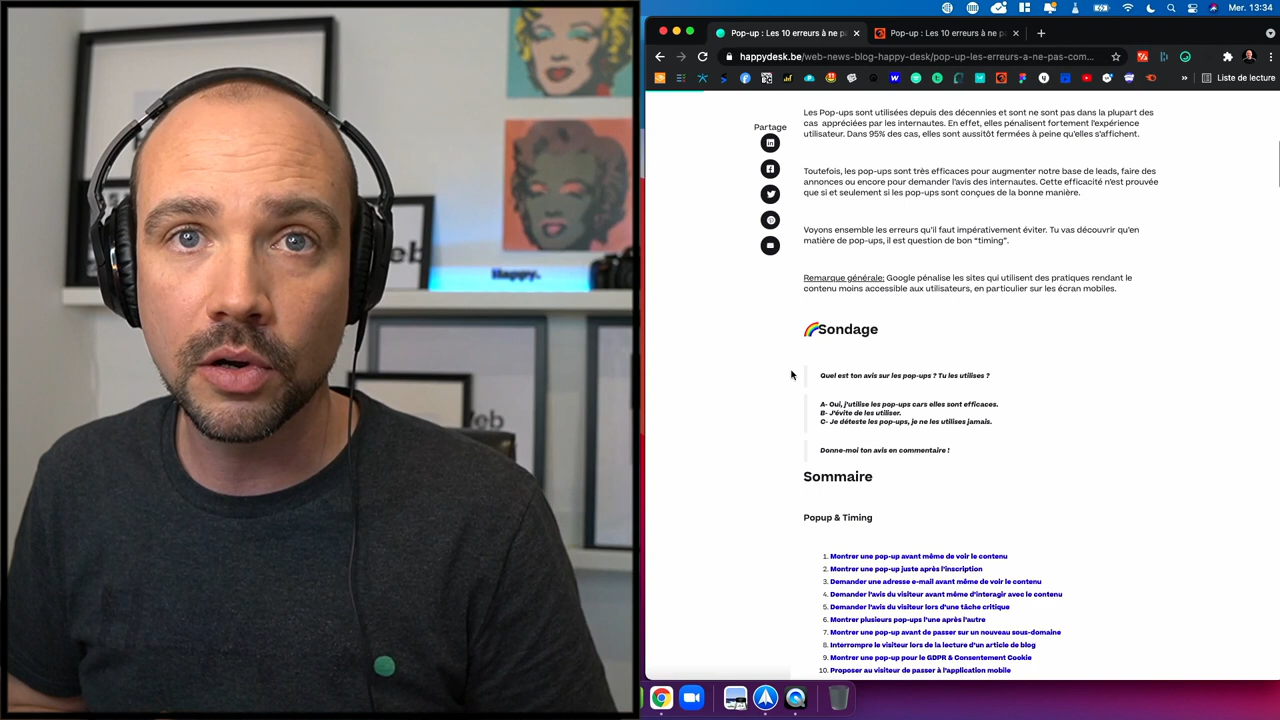 Mer. 13:34
Pop-up : Les 10 erreurs à ne pa
Pop-up : Les 10 erreurs à ne pa
happydesk.be/web-news-blog-happy-desk/pop-up-les-erreurs-a-ne-pas-com...
Liste de lecture
Les Pop-ups sont utilisées depuis des décennies et sont ne sont pas dans la plupart des
cas appréciées par les internautes. En effet, elles pénalisent fortement l'expérience
utilisateur. Dans 95% des cas, elles sont aussitôt fermées à peine qu'elles s'affichent.
Partage
Toutefois, les pop-ups sont très efficaces pour augmenter notre base de leads, faire des
annonces ou encore pour demander l'avis des internautes. Cette efficacité n'est prouvée
que si et seulement si les pop-ups sont conçues de la bonne manière.
Voyons ensemble les erreurs qu'il faut impérativement éviter. Tu vas découvrir qu'en
matière de pop-ups, il est question de bon “timing”.
Remarque générale: Google pénalise les sites qui utilisent des pratiques rendant le
contenu moins accessible aux utilisateurs, en particulier sur les écran mobiles.
🌈Sondage
Quel est ton avis sur les pop-ups ? Tu les utilises ?
A- Oui, j'utilise les pop-ups cars elles sont efficaces.
B- J'évite de les utiliser.
C- Je déteste les pop-ups, je ne les utilises jamais.
Donne-moi ton avis en commentaire !
Sommaire
Popup & Timing
1. Montrer une pop-up avant même de voir le contenu
2. Montrer une pop-up juste après l'inscription
3. Demander une adresse e-mail avant même de voir le contenu
4. Demander l'avis du visiteur avant même d'interagir avec le contenu
5. Demander l'avis du visiteur lors d'une tâche critique
6. Montrer plusieurs pop-ups l'une après l'autre
7. Montrer une pop-up avant de passer sur un nouveau sous-domaine
8. Interrompre le visiteur lors de la lecture d'un article de blog
9. Montrer une pop-up pour le GDPR & Consentement Cookie
10. Proposer au visiteur de passer à l'application mobile
Happy.